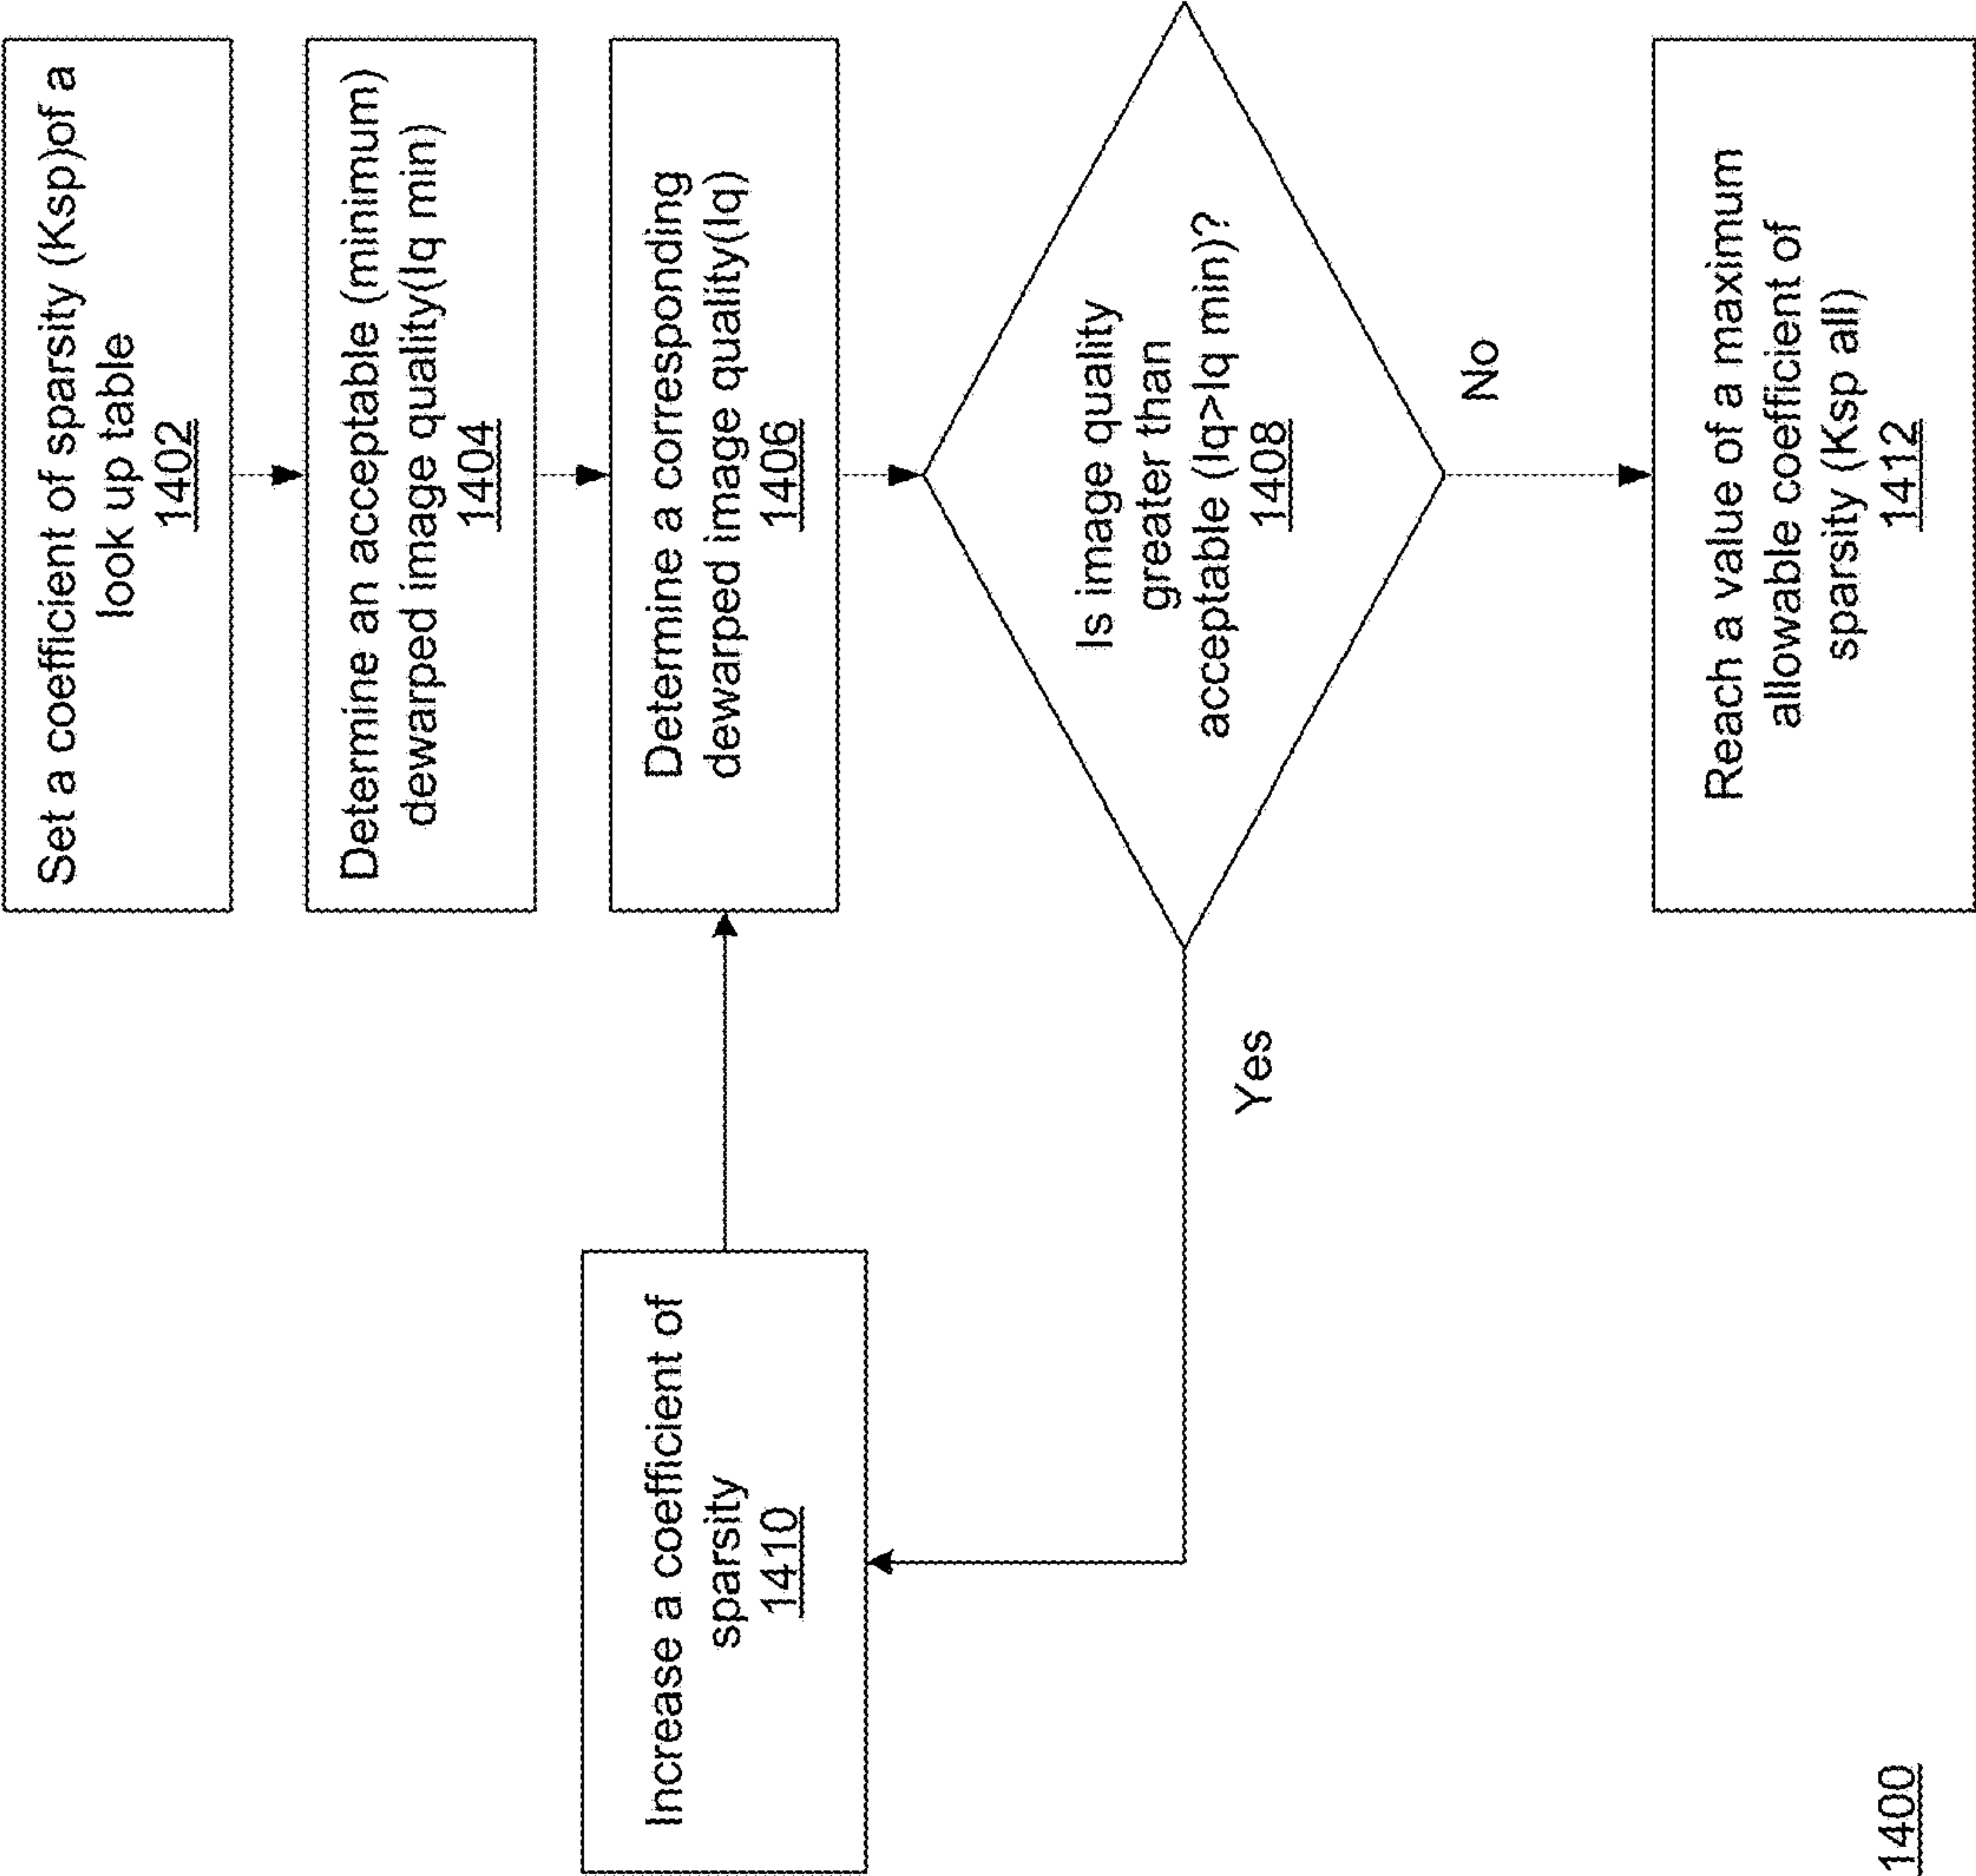 Set a coefficient of sparsity (Ksp)of a
look up table
1402
Determine an acceptable (minimum)
dewarped image quality(Iq min)
1404
Determine a corresponding
dewarped image quality(Iq)
1406
Is image quality
greater than
acceptable (Iq>Iq min)?
1408
Yes
No
Increase a coefficient of
sparsity
1410
Reach a value of a maximum
allowable coefficient of
sparsity (Ksp all)
1412
1400